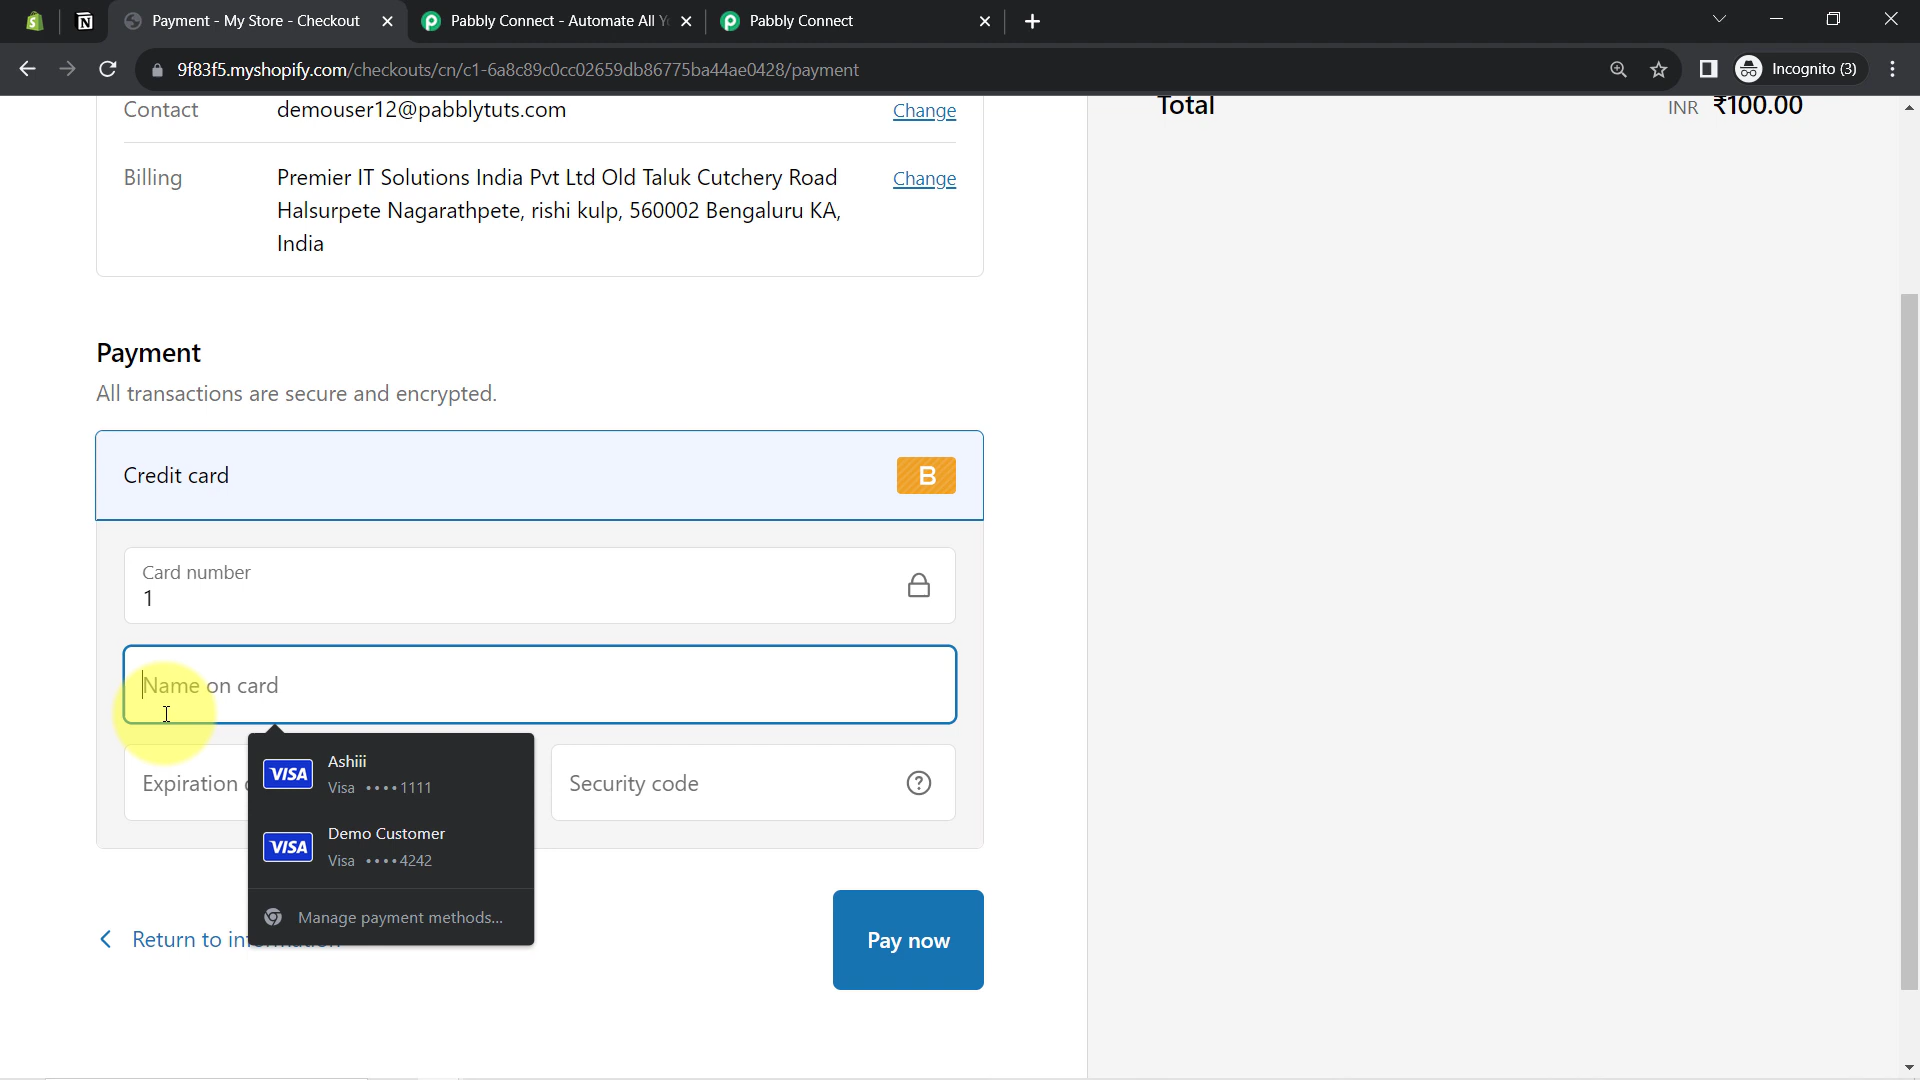 Payment - My Store - Checkout
Pabbly Connect - Automate All Y
Pabbly Connect
9f83f5.myshopify.com/checkouts/cn/c1-6a8c89c0cc02659db86775ba44ae0428/payment
Incognito (3)
Contact
demouser12@pabblytuts.com
Change
Total
INR ₹100.00
Billing
Premier IT Solutions India Pvt Ltd Old Taluk Cutchery Road
Halsurpete Nagarathpete, rishi kulp, 560002 Bengaluru KA,
India
Change
Payment
All transactions are secure and encrypted.
Credit card
B
Card number
1
Name on card
Expiration
Security code
VISA
Ashiii
Visa ••••1111
VISA
Demo Customer
Visa ••••4242
Manage payment methods...
Return to
Pay now